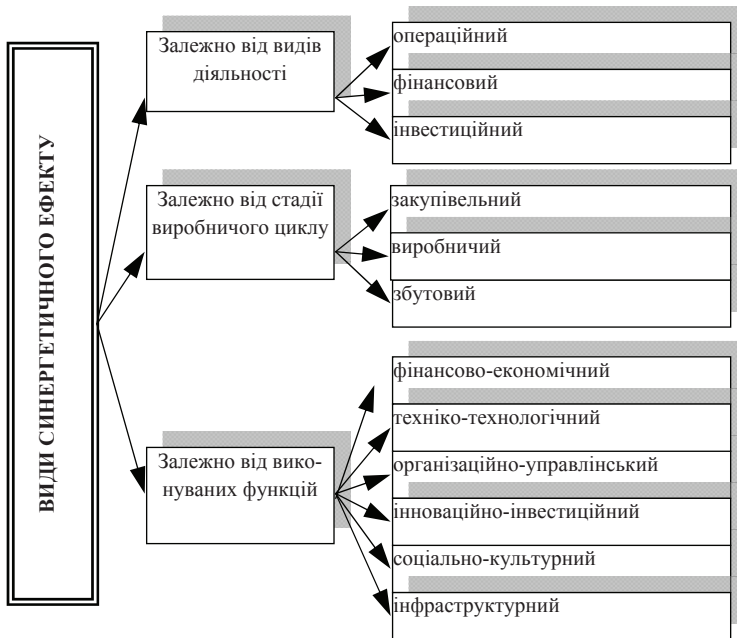 ВИДИ СИНЕРГЕТИЧНОГО ЕФЕКТУ
Залежно від видів
діяльності
операційний
фінансовий
інвестиційний
Залежно від стадії
виробничого циклу
закупівельний
виробничий
збутовий
Залежно від вико-
нуваних функцій
фінансово-економічний
техніко-технологічний
організаційно-управлінський
інноваційно-інвестиційний
соціально-культурний
інфраструктурний